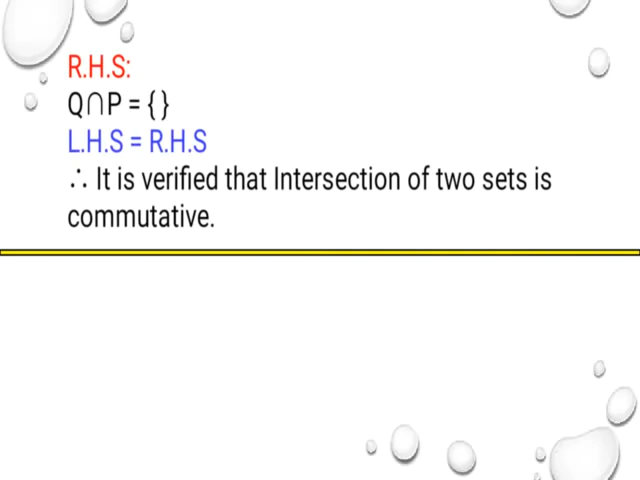 R.H.S:
Q∩P = { }
L.H.S = R.H.S
∴ It is verified that Intersection of two sets is
commutative.